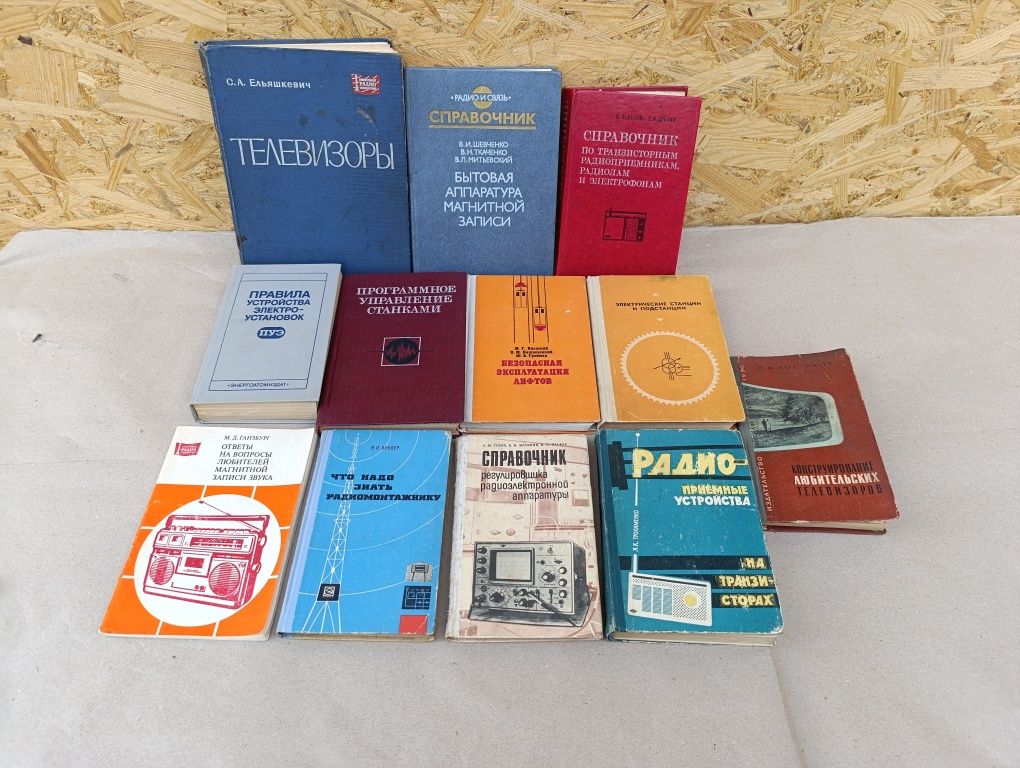 С.А. Ельяшкевич
ТЕЛЕВИЗОРЫ
•РАДИО И СВЯЗЬ•
СПРАВОЧНИК
В.И. ШЕВЧЕНКО
В.Н. ТКАЧЕНКО
В.Л. МИТЬЕВСКИЙ
БЫТОВАЯ
АППАРАТУРА
МАГНИТНОЙ
ЗАПИСИ
СПРАВОЧНИК
ПО ТРАНЗИСТОРНЫМ
РАДИОПРИЕМНИКАМ,
РАДИОЛАМ
И ЭЛЕКТРОФОНАМ
ПРАВИЛА
УСТРОЙСТВА
ЭЛЕКТРО-
УСТАНОВОК
ПУЭ
•ЭНЕРГОАТОМИЗДАТ•
ПРОГРАММНОЕ
УПРАВЛЕНИЕ
СТАНКАМИ
БЕЗОПАСНАЯ
ЭКСПЛУАТАЦИЯ
ЛИФТОВ
ЭЛЕКТРИЧЕСКИЕ СТАНЦИИ
И ПОДСТАНЦИИ
ИЗДАТЕЛЬСТВО
КОНСТРУИРОВАНИЕ
ЛЮБИТЕЛЬСКИХ
ТЕЛЕВИЗОРОВ
М.Д. ГАНЗБУРГ
ОТВЕТЫ
НА ВОПРОСЫ
ЛЮБИТЕЛЕЙ
МАГНИТНОЙ
ЗАПИСИ ЗВУКА
ЧТО НАДО
ЗНАТЬ
РАДИОМОНТАЖНИКУ
СПРАВОЧНИК
регулировщика
радиоэлектронной
аппаратуры
РАДИО-
ПРИЕМНЫЕ
УСТРОЙСТВА
НА
ТРАНЗИ-
СТОРАХ